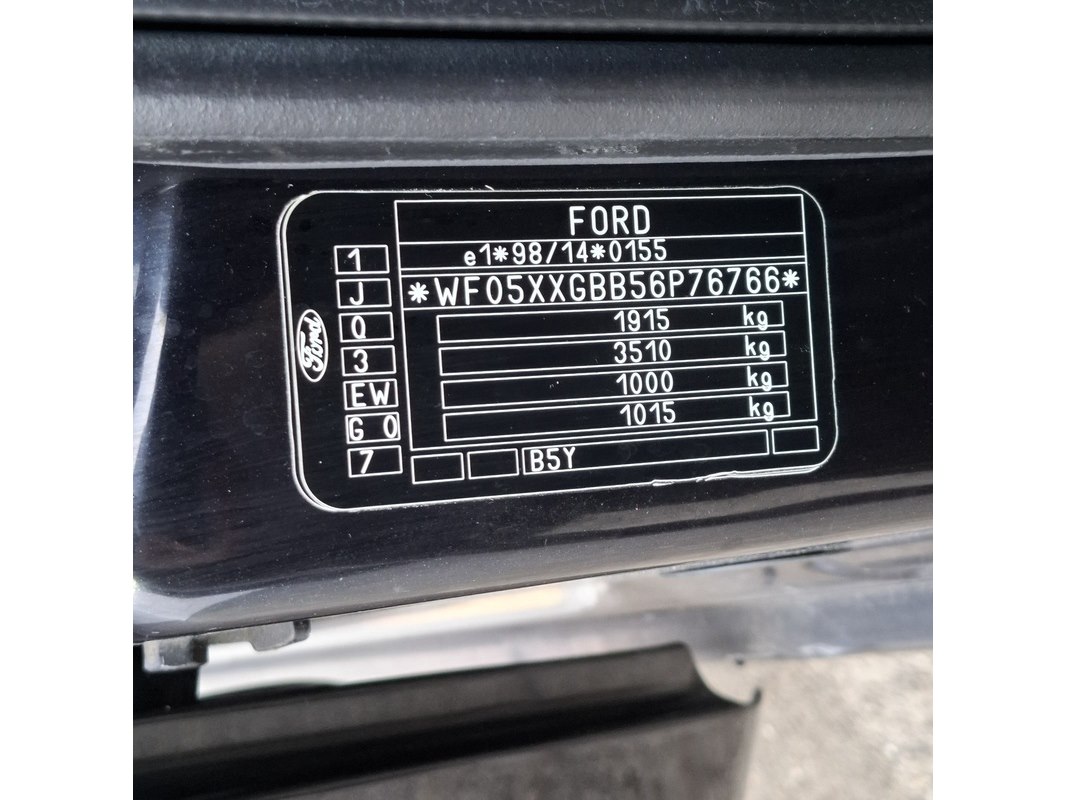 FORD
e1*98/14*0155
*WF05XXGBB56P76766*
1915 kg
3510 kg
1000 kg
1015 kg
B5Y
1
J
Q
3
EW
G 0
7
Ford